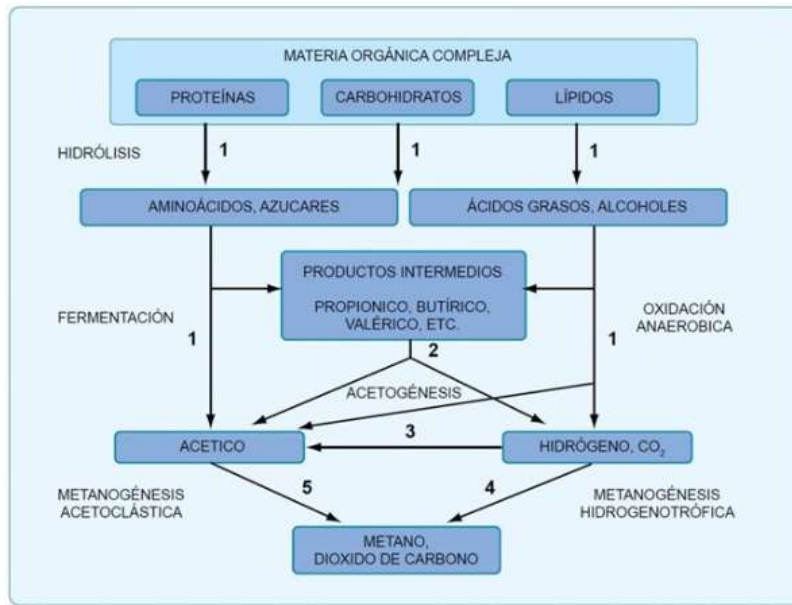 MATERIA ORGÁNICA COMPLEJA
PROTEÍNAS
CARBOHIDRATOS
LÍPIDOS
HIDRÓLISIS
1
1
1
AMINOÁCIDOS, AZUCARES
ÁCIDOS GRASOS, ALCOHOLES
PRODUCTOS INTERMEDIOS
PROPIONICO, BUTÍRICO,
VALÉRICO, ETC.
FERMENTACIÓN
1
OXIDACIÓN
ANAEROBICA
1
2
ACETOGÉNESIS
ACETICO
3
HIDRÓGENO, CO₂
METANOGÉNESIS
ACETOCLÁSTICA
5
4
METANOGÉNESIS
HIDROGENOTRÓFICA
METANO,
DIOXIDO DE CARBONO